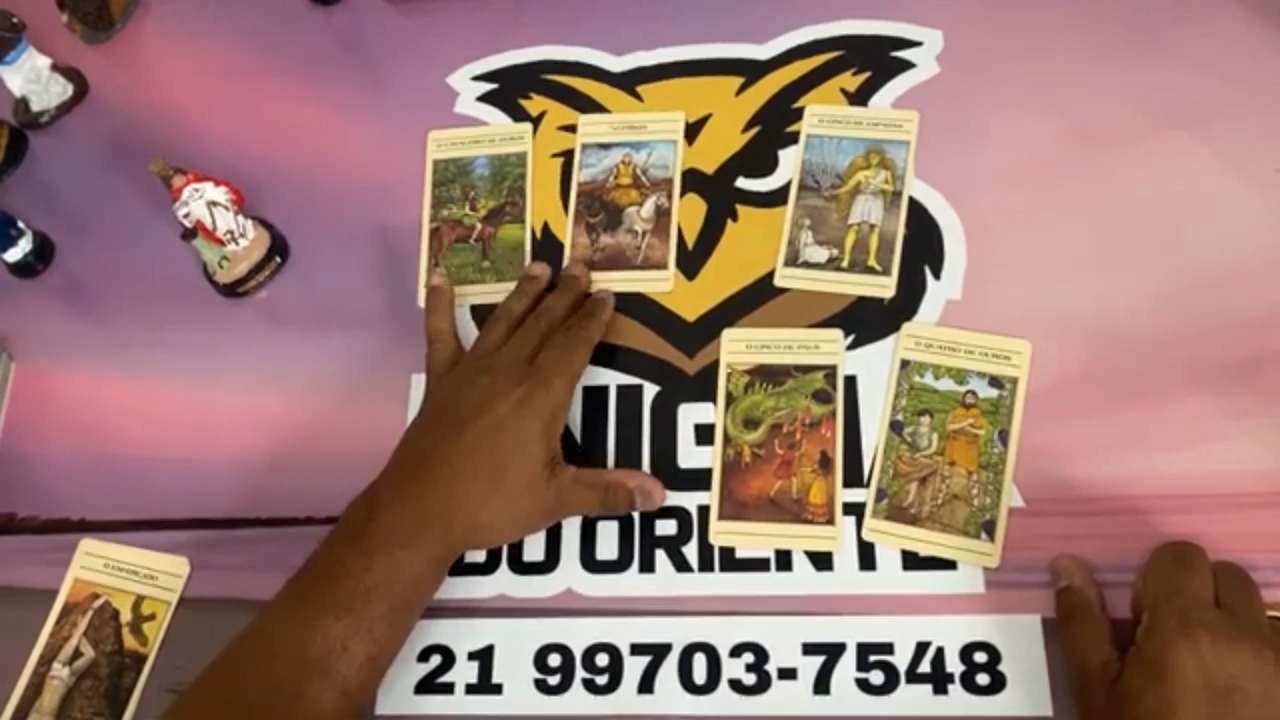 O CAVALEIRO DE OUROS
O CINCO DE ESPADAS
O CINCO DE PAUS
O QUATRO DE OUROS
NIG
DO ORIENTE
O ENFORCADO
21 99703-7548